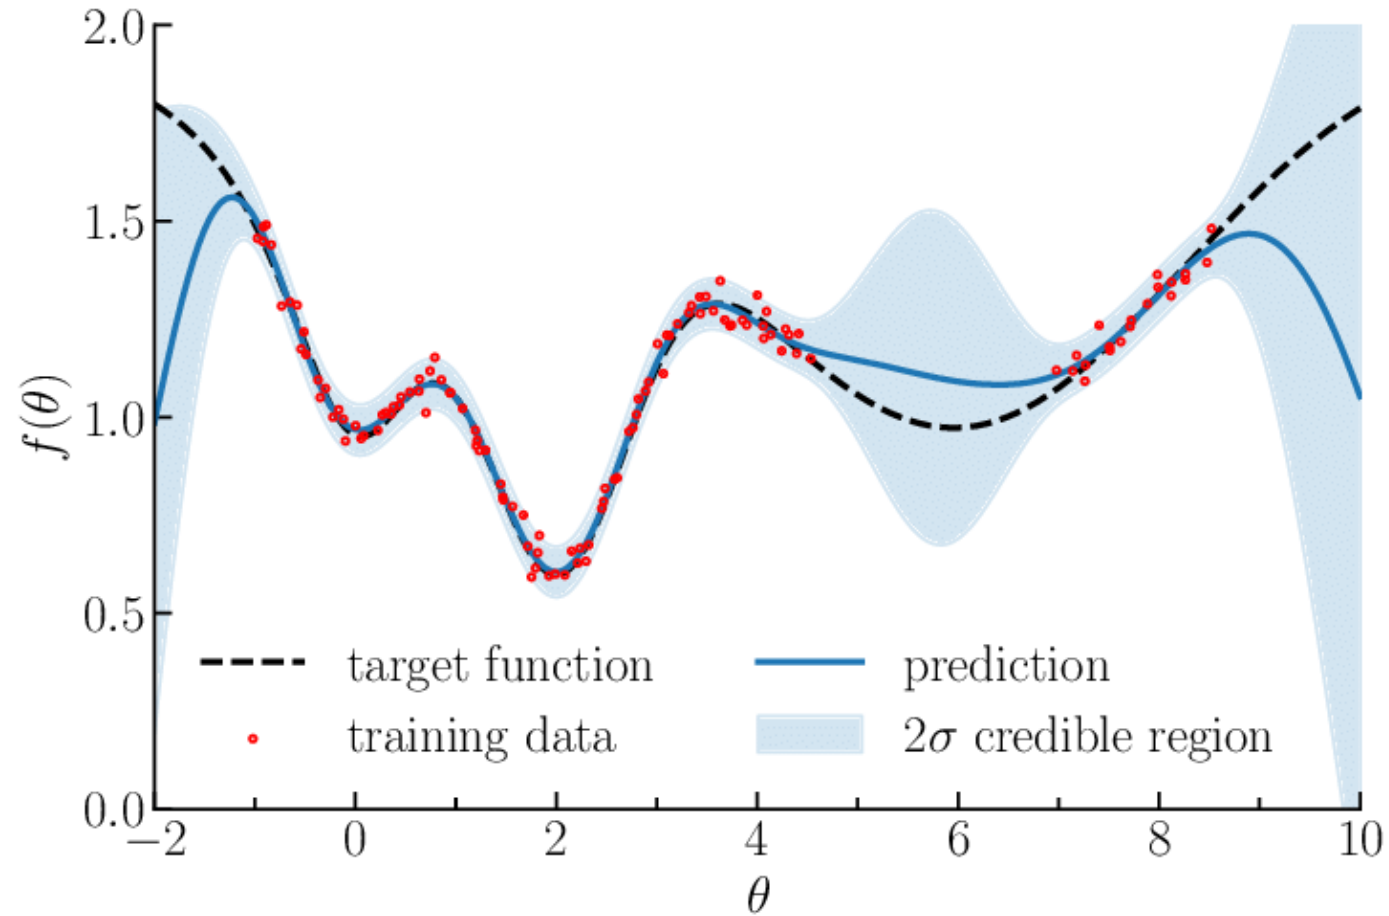 2.0
1.5
1.0
0.5
0.0
f(θ)
target function
prediction
training data
2σ credible region
−2 0 2 4 6 8 10
θ